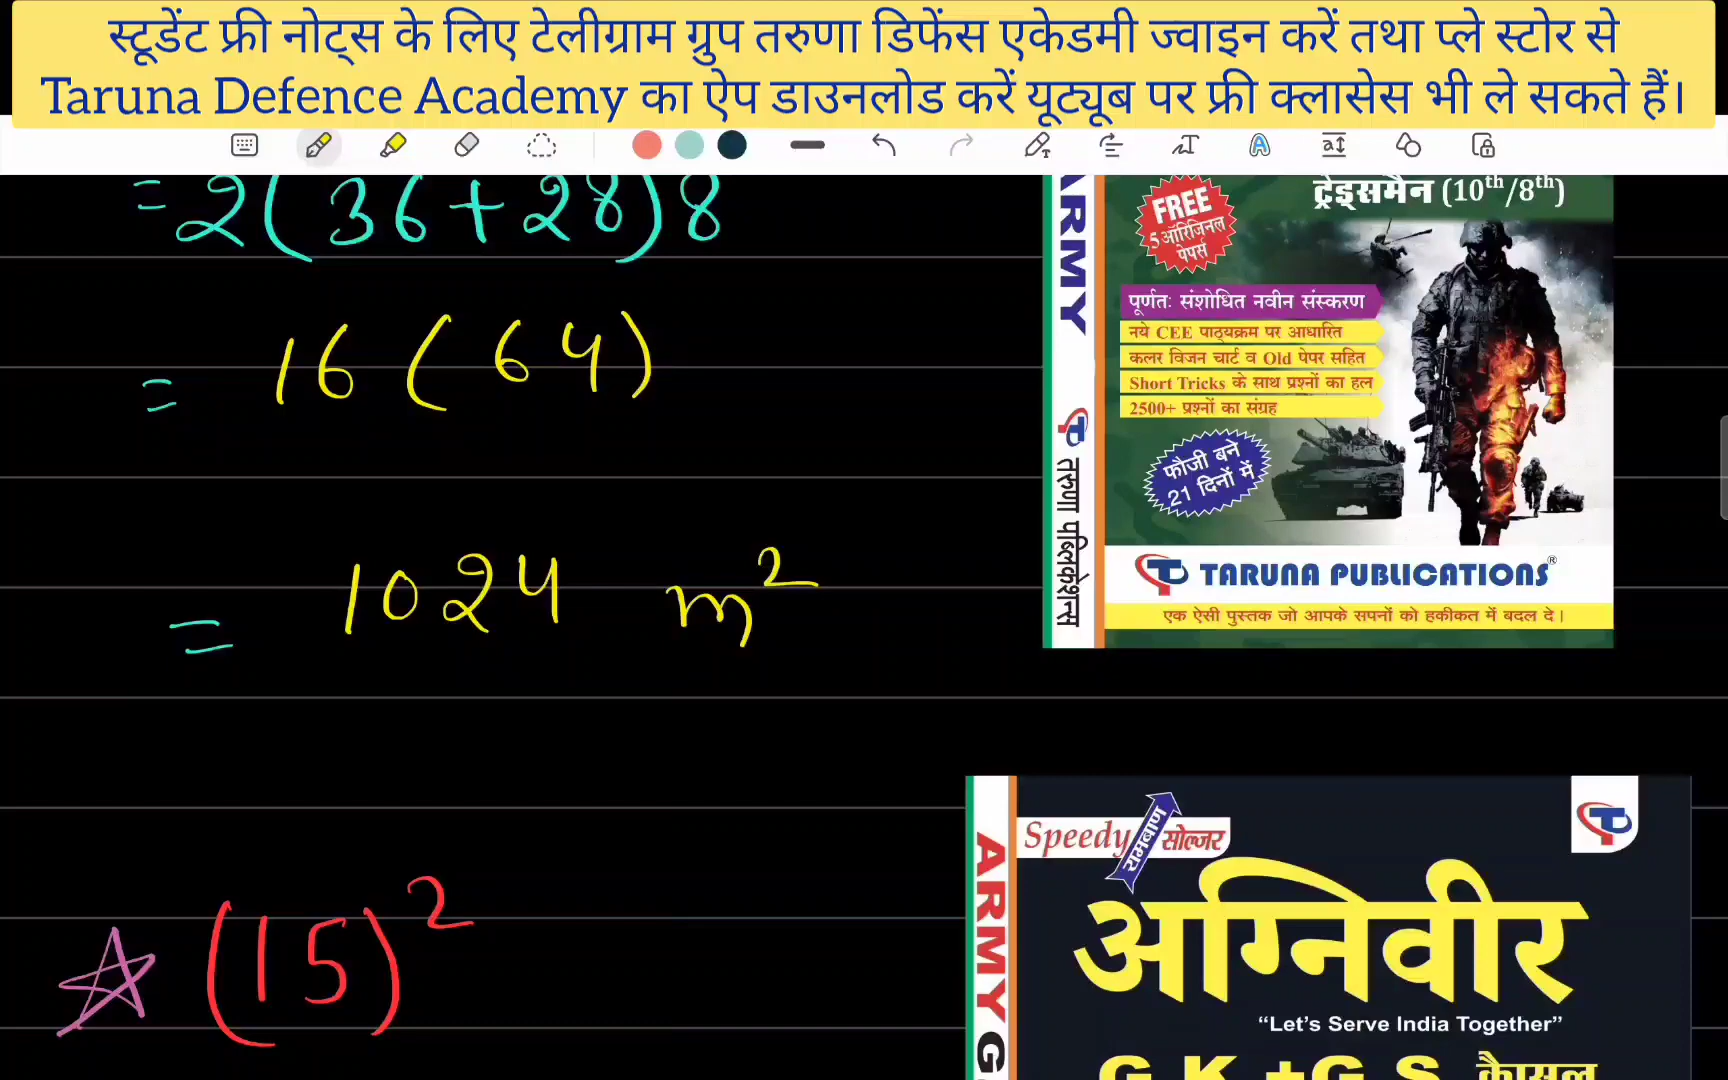 स्टूडेंट फ्री नोट्स के लिए टेलीग्राम ग्रुप तरुणा डिफेंस एकेडमी ज्वाइन करें तथा प्ले स्टोर से
Taruna Defence Academy का ऐप डाउनलोड करें यूट्यूब पर फ्री क्लासेस भी ले सकते हैं।
= 2(36+28)8
= 16(64)
= 1024 m²
(15)²
ARMY
तरुणा पब्लिकेशन्स
ट्रेड्समैन (10th/8th)
FREE
5 ऑरिजिनल
पेपर्स
पूर्णतः संशोधित नवीन संस्करण
नये CEE पाठ्यक्रम पर आधारित
कलर विजन चार्ट व Old पेपर सहित
Short Tricks के साथ प्रश्नों का हल
2500+ प्रश्नों का संग्रह
फौजी बने
21 दिनों में
TARUNA PUBLICATIONS®
एक ऐसी पुस्तक जो आपके सपनों को हकीकत में बदल दे।
ARMY G
Speedy रामबाण सोल्जर
अग्निवीर
“Let’s Serve India Together”
G.K.+G.S. कैप्सूल